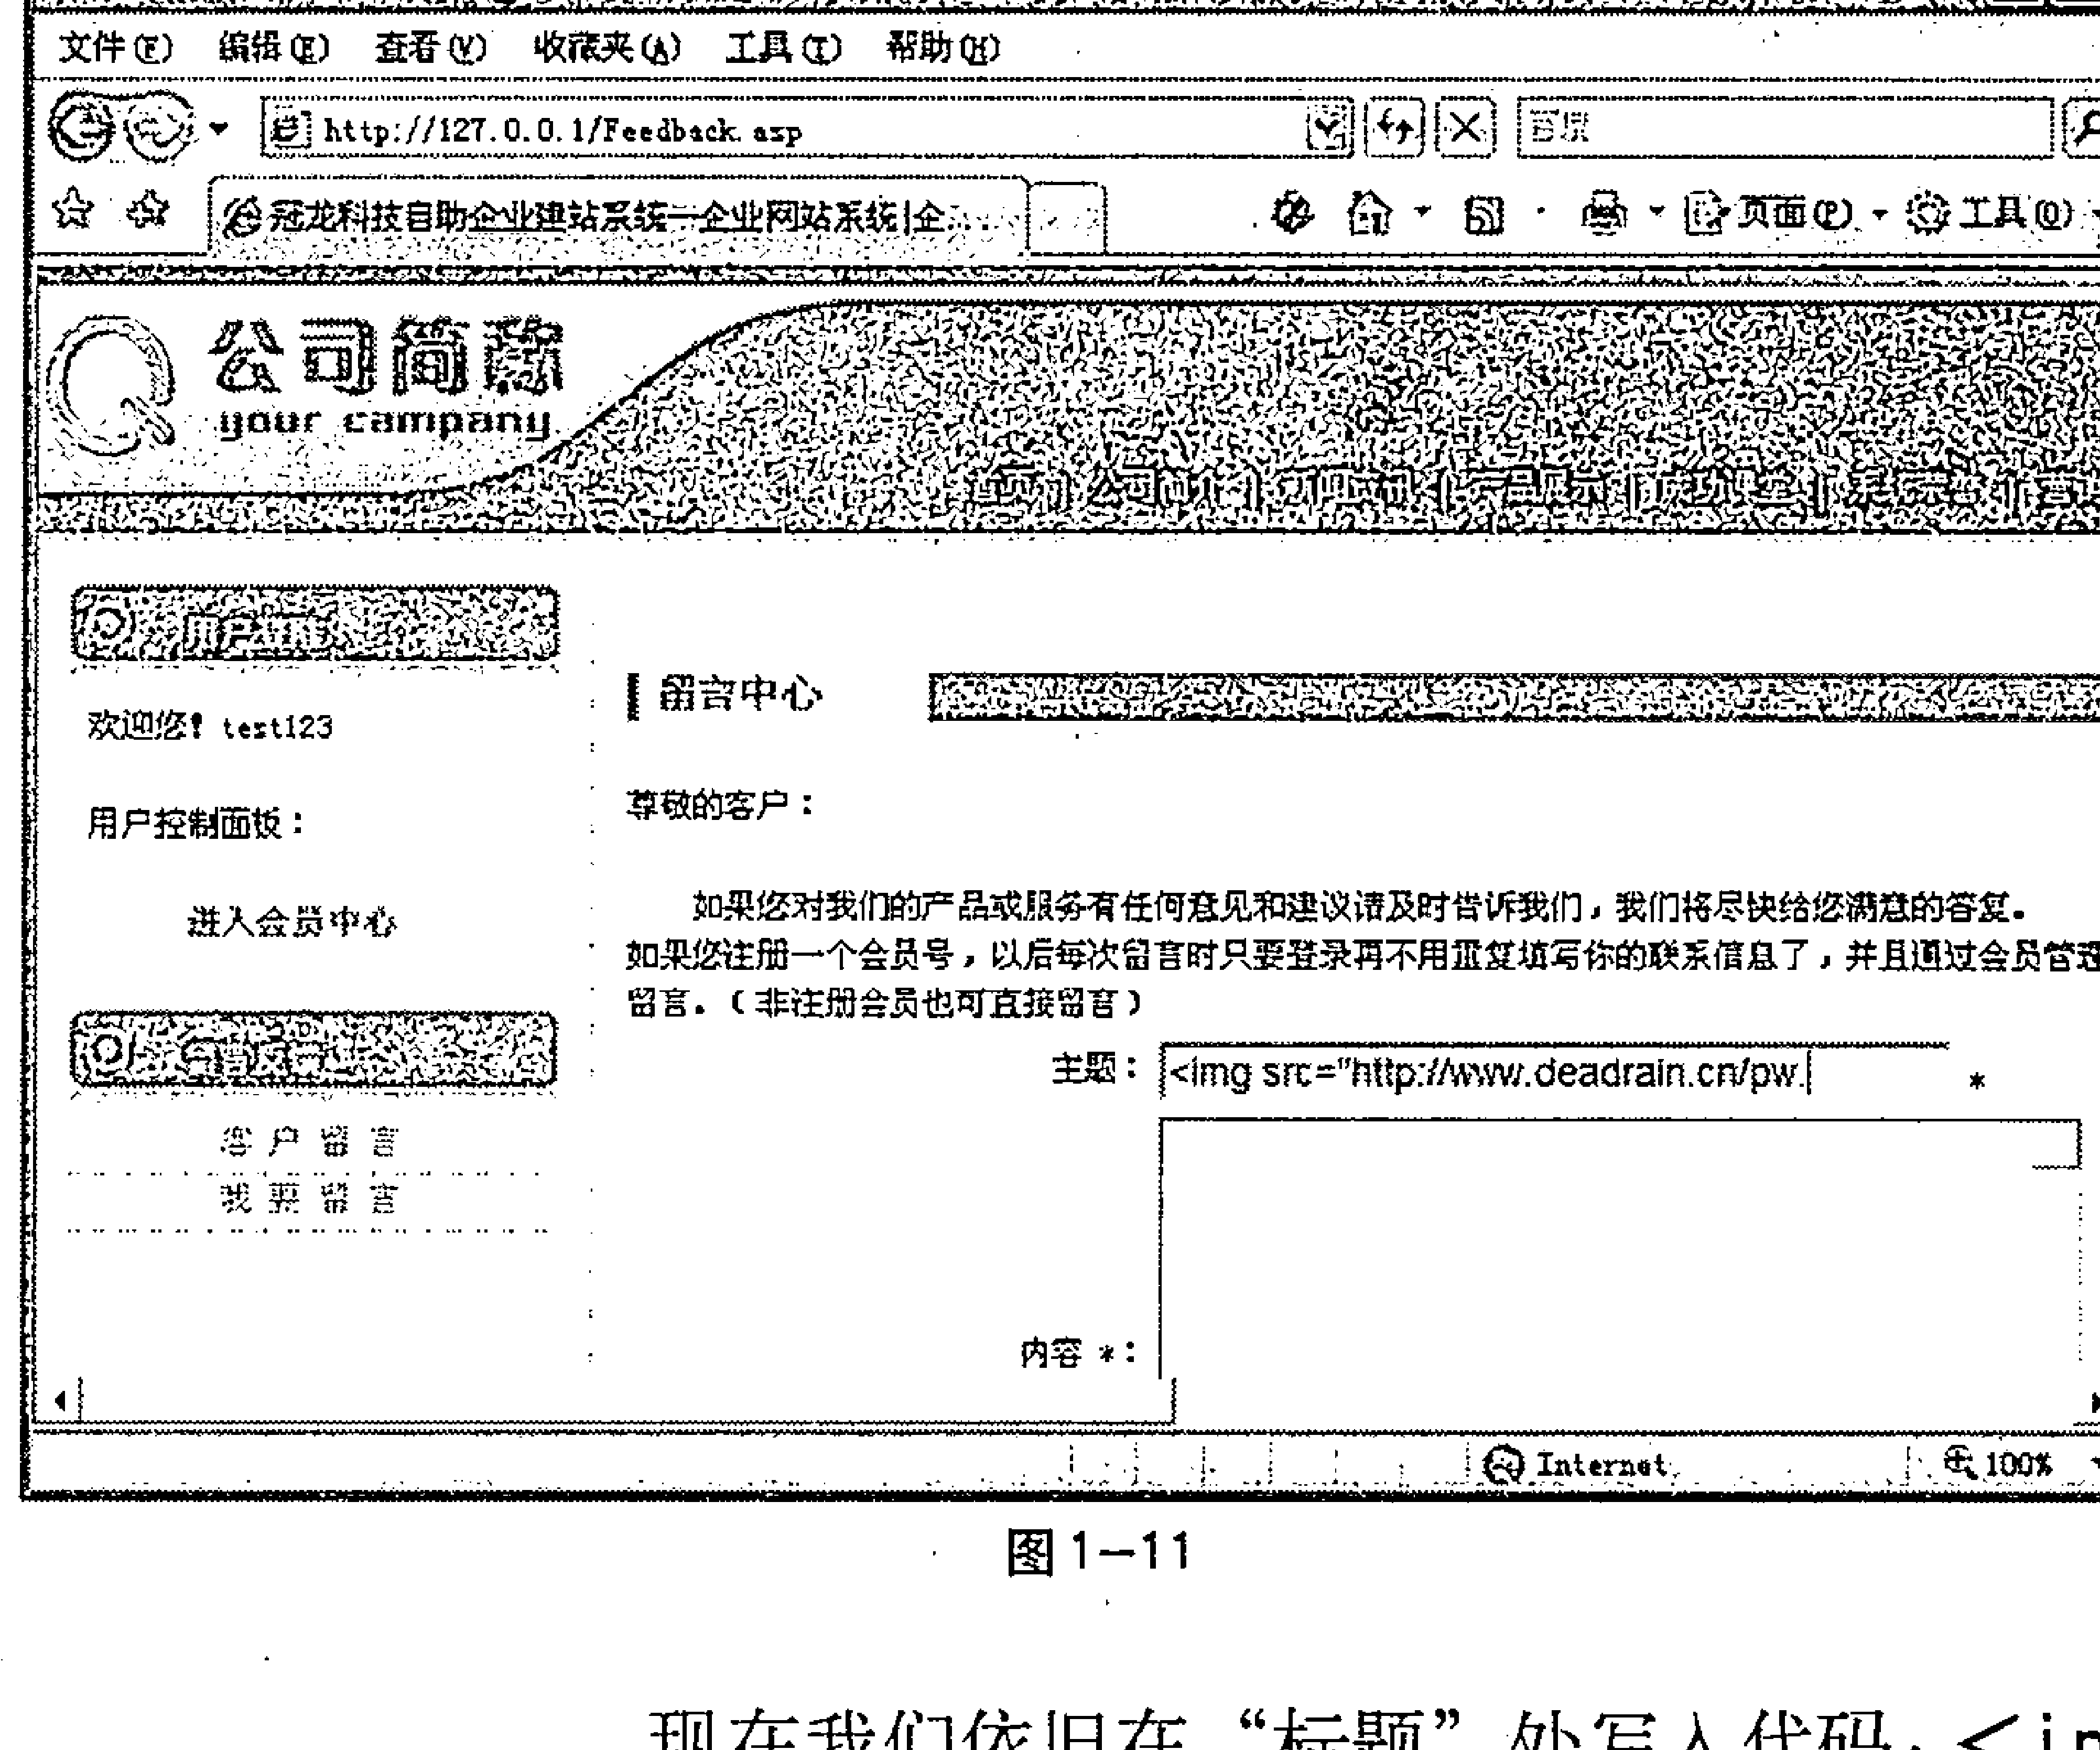 文件(F) 编辑(E) 查看(V) 收藏夹(A) 工具(T) 帮助(H)
http://127.0.0.1/Feedback.asp
冠龙科技自助企业建站系统—企业网站系统|企... 页面(P) 工具(O)
公司简称
your campany
欢迎您! test123
用户控制面板：
进入会员中心
客户留言
我要留言
留言中心
尊敬的客户：
如果您对我们的产品或服务有任何意见和建议请及时告诉我们，我们将尽快给您满意的答复。
如果您注册一个会员号，以后每次留言时只要登录再不用重复填写你的联系信息了，并且通过会员管理
留言。（非注册会员也可直接留言）
主题： <img src="http://www.deadrain.cn/pw. *
内容 *：
Internet 100%
图1-11
现在我们依旧在“标题”处写入代码：<im